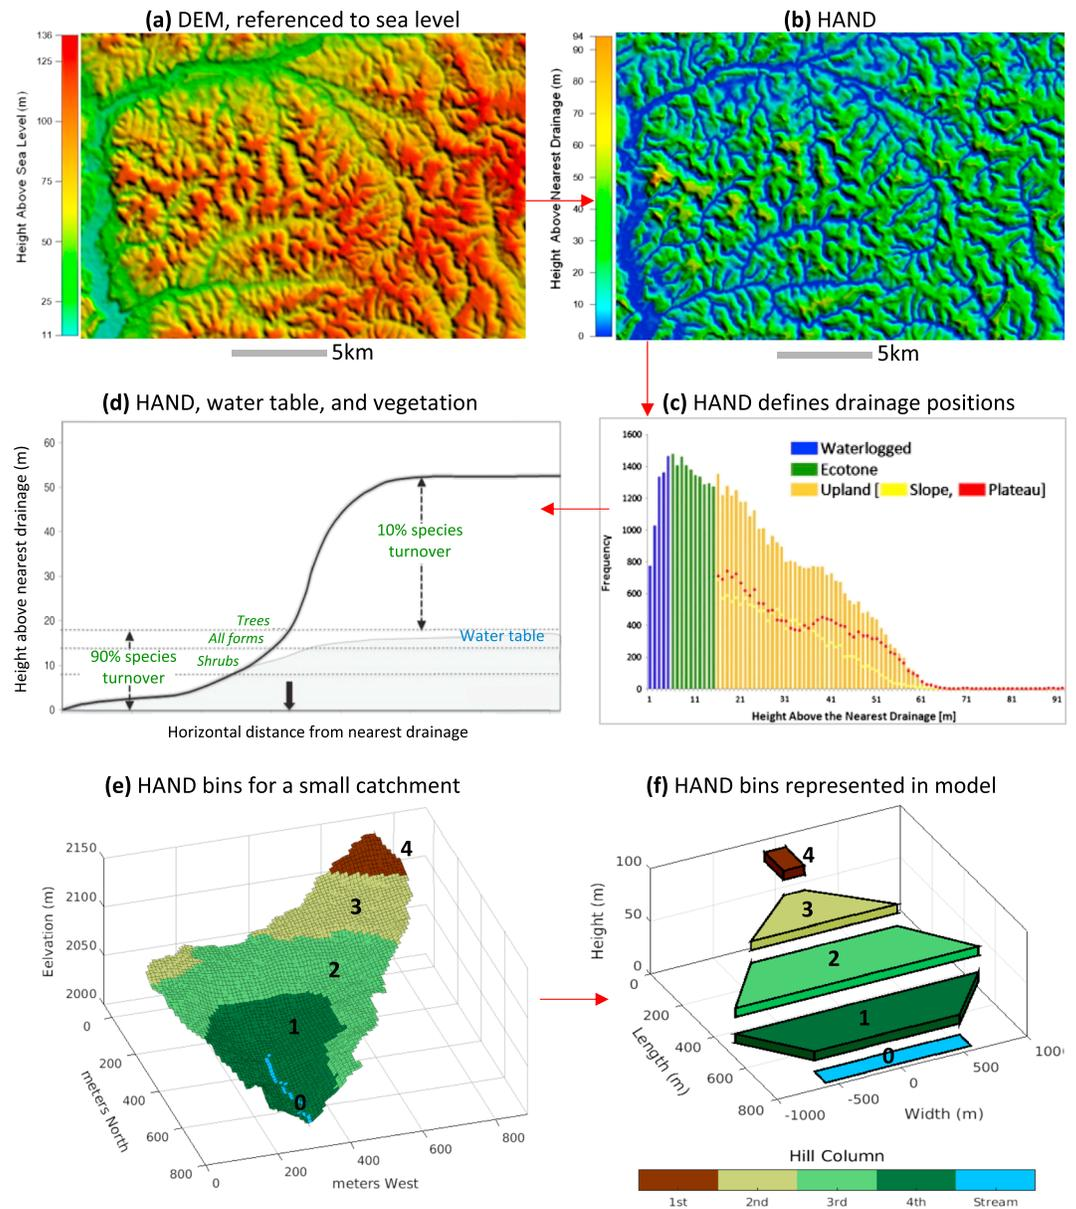 (a) DEM, referenced to sea level
(b) HAND
Height Above Sea Level (m)
136
125
100
75
50
25
11
5km
Height Above Nearest Drainage (m)
94
90
80
70
60
50
40
30
20
10
0
5km
(d) HAND, water table, and vegetation
Height above nearest drainage (m)
60
50
40
30
20
10
0
10% species
turnover
Trees
All forms
Shrubs
90% species
turnover
Water table
Horizontal distance from nearest drainage
(c) HAND defines drainage positions
Frequency
1600
1400
1200
1000
800
600
400
200
0
Waterlogged
Ecotone
Upland [ Slope, Plateau]
1 11 21 31 41 51 61 71 81 91
Height Above the Nearest Drainage [m]
(e) HAND bins for a small catchment
Eelvation (m)
2150
2100
2050
2000
4
3
2
1
0
0
200
400
600
800
meters North
0
200
400
600
800
meters West
(f) HAND bins represented in model
Height (m)
100
50
0
4
3
2
1
0
0
200
400
600
800
Length (m)
-1000
-500
0
500
100
Width (m)
Hill Column
1st 2nd 3rd 4th Stream